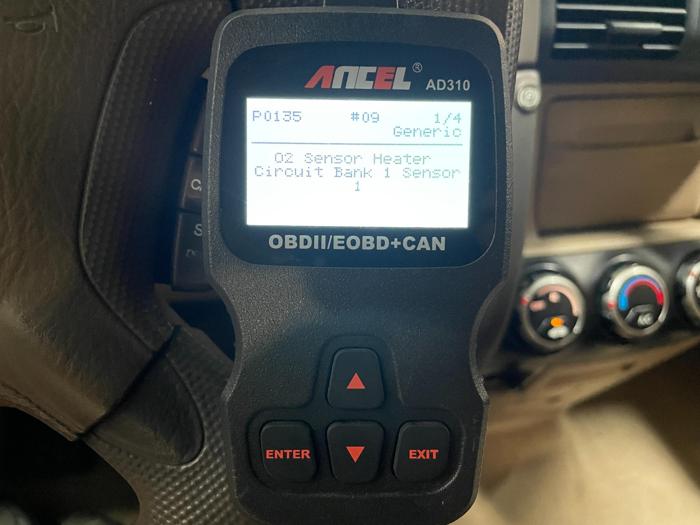 ANCEL®
AD310
P0135 #09 1/4
Generic
O2 Sensor Heater
Circuit Bank 1 Sensor
1
OBDII/EOBD+CAN
ENTER
EXIT